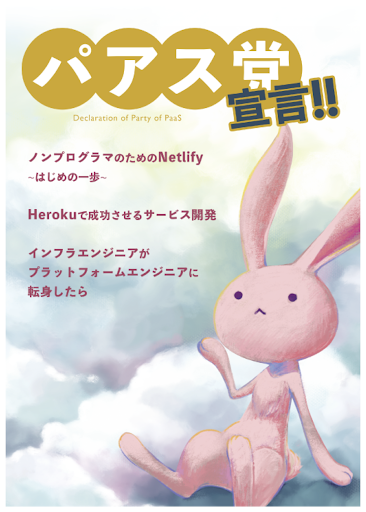 パアス党
宣言!!
Declaration of Party of PaaS
ノンプログラマのためのNetlify
~はじめの一歩~
Herokuで成功させるサービス開発
インフラエンジニアが
プラットフォームエンジニアに
転身したら